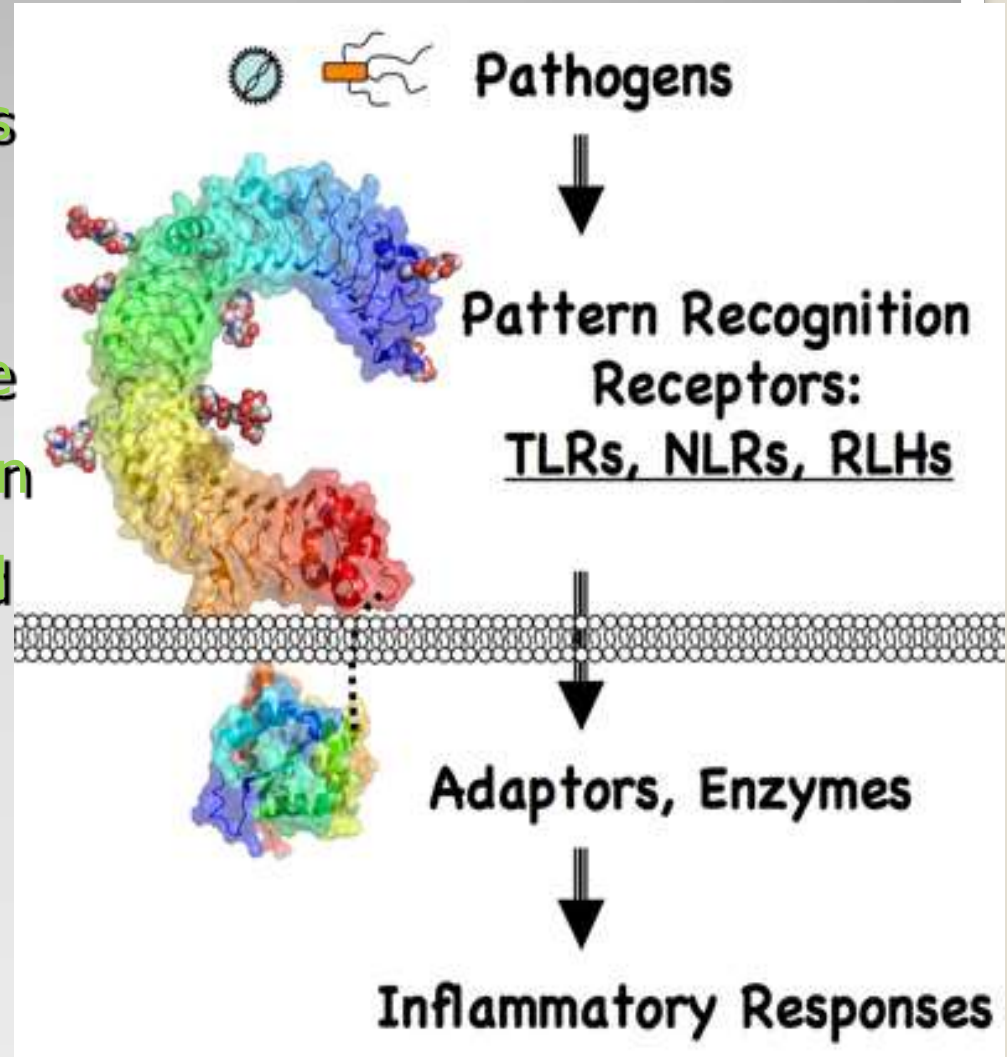 Pathogens
Pattern Recognition
Receptors:
TLRs, NLRs, RLHs
Adaptors, Enzymes
Inflammatory Responses